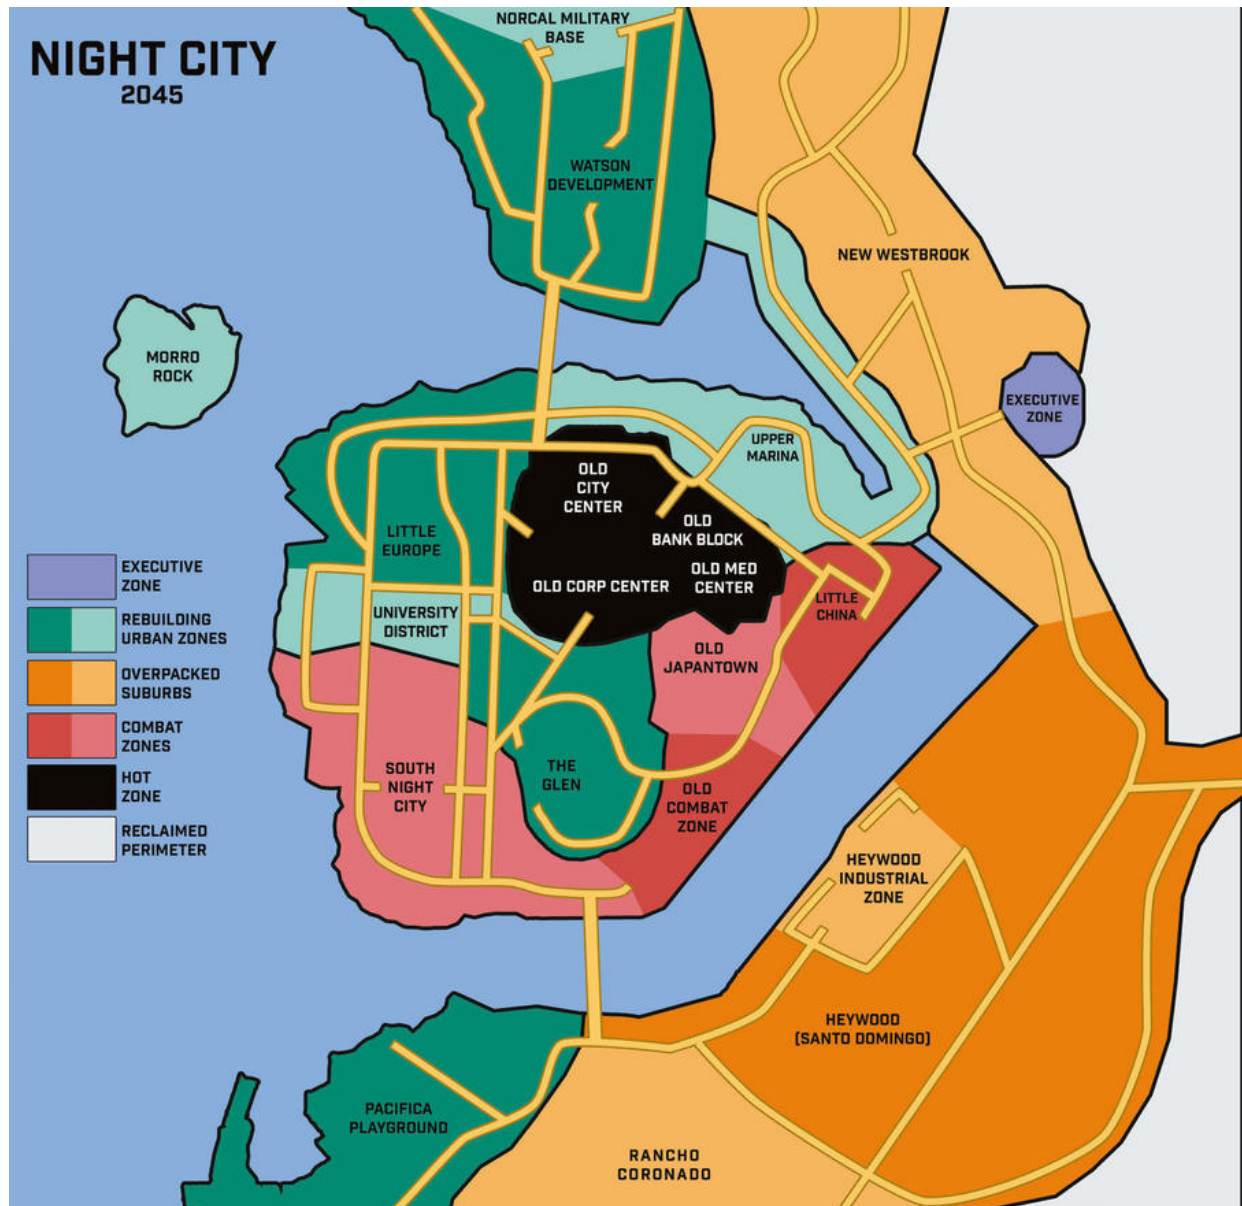 NIGHT CITY
2045
NORCAL MILITARY
BASE
WATSON
DEVELOPMENT
NEW WESTBROOK
MORRO
ROCK
EXECUTIVE
ZONE
UPPER
MARINA
OLD
CITY
CENTER
OLD
BANK BLOCK
LITTLE
EUROPE
OLD MED
CENTER
OLD CORP CENTER
LITTLE
CHINA
UNIVERSITY
DISTRICT
OLD
JAPANTOWN
SOUTH
NIGHT
CITY
THE
GLEN
OLD
COMBAT
ZONE
HEYWOOD
INDUSTRIAL
ZONE
HEYWOOD
(SANTO DOMINGO)
PACIFICA
PLAYGROUND
RANCHO
CORONADO
EXECUTIVE
ZONE
REBUILDING
URBAN ZONES
OVERPACKED
SUBURBS
COMBAT
ZONES
HOT
ZONE
RECLAIMED
PERIMETER